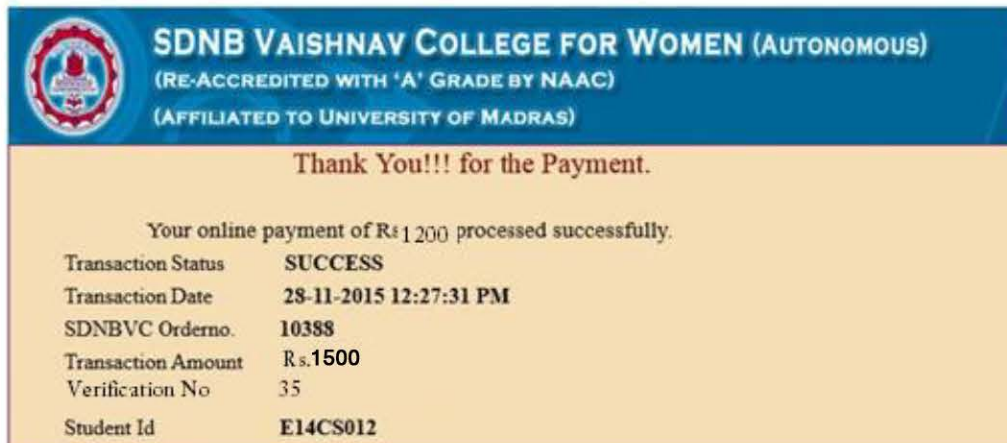 SDNB VAISHNAV COLLEGE FOR WOMEN (AUTONOMOUS)
(RE-ACCREDITED WITH 'A' GRADE BY NAAC)
(AFFILIATED TO UNIVERSITY OF MADRAS)
Thank You!!! for the Payment.
Your online payment of Rs1200 processed successfully.
Transaction Status SUCCESS
Transaction Date 28-11-2015 12:27:31 PM
SDNBVC Orderno. 10388
Transaction Amount Rs.1500
Verification No 35
Student Id E14CS012